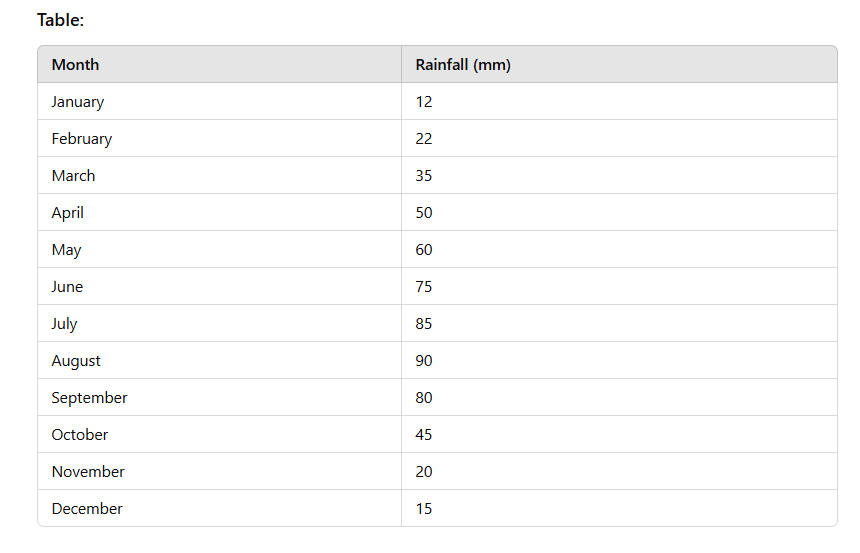 Table:
Month Rainfall (mm)
January 12
February 22
March 35
April 50
May 60
June 75
July 85
August 90
September 80
October 45
November 20
December 15